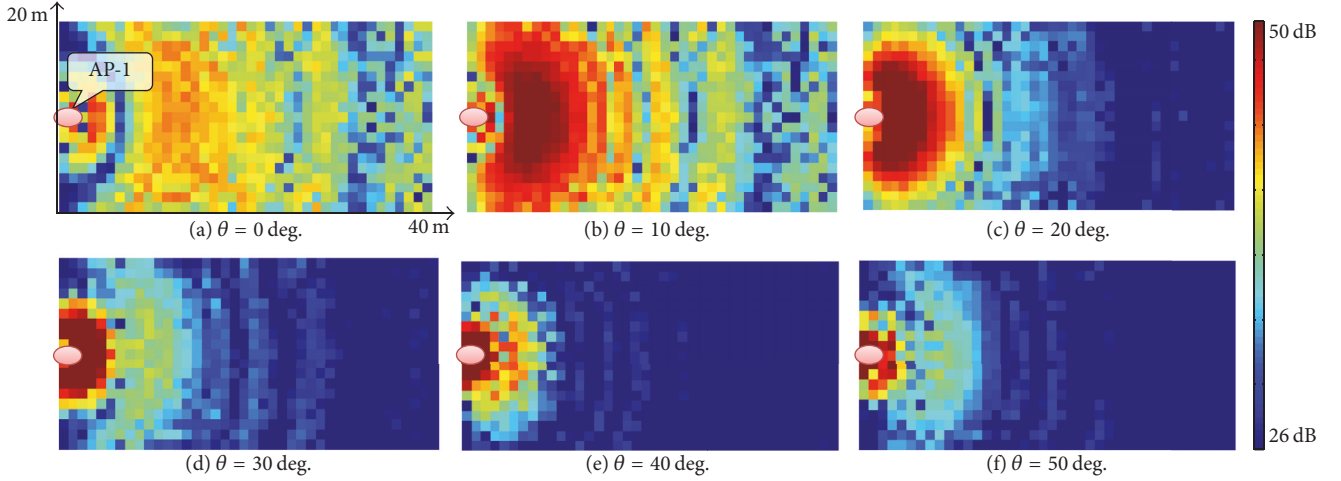 20 m
AP-1
40 m
50 dB
26 dB
(a) θ = 0 deg.
(b) θ = 10 deg.
(c) θ = 20 deg.
(d) θ = 30 deg.
(e) θ = 40 deg.
(f) θ = 50 deg.